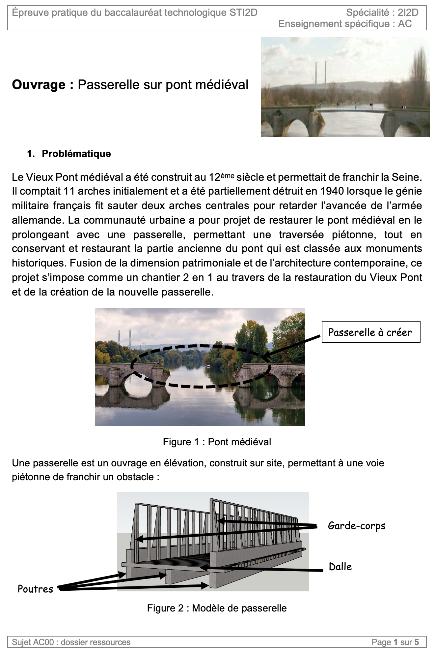 Épreuve pratique du baccalauréat technologique STI2D
Spécialité : 2I2D
Enseignement spécifique : AC
Ouvrage : Passerelle sur pont médiéval
1. Problématique
Le Vieux Pont médiéval a été construit au 12ème siècle et permettait de franchir la Seine.
Il comptait 11 arches initialement et a été partiellement détruit en 1940 lorsque le génie
militaire français fit sauter deux arches centrales pour retarder l'avancée de l'armée
allemande. La communauté urbaine a pour projet de restaurer le pont médiéval en le
prolongeant avec une passerelle, permettant une traversée piétonne, tout en
conservant et restaurant la partie ancienne du pont qui est classée aux monuments
historiques. Fusion de la dimension patrimoniale et de l'architecture contemporaine, ce
projet s'impose comme un chantier 2 en 1 au travers de la restauration du Vieux Pont
et de la création de la nouvelle passerelle.
Passerelle à créer
Figure 1 : Pont médiéval
Une passerelle est un ouvrage en élévation, construit sur site, permettant à une voie
piétonne de franchir un obstacle :
Garde-corps
Dalle
Poutres
Figure 2 : Modèle de passerelle
Sujet AC00 : dossier ressources
Page 1 sur 5